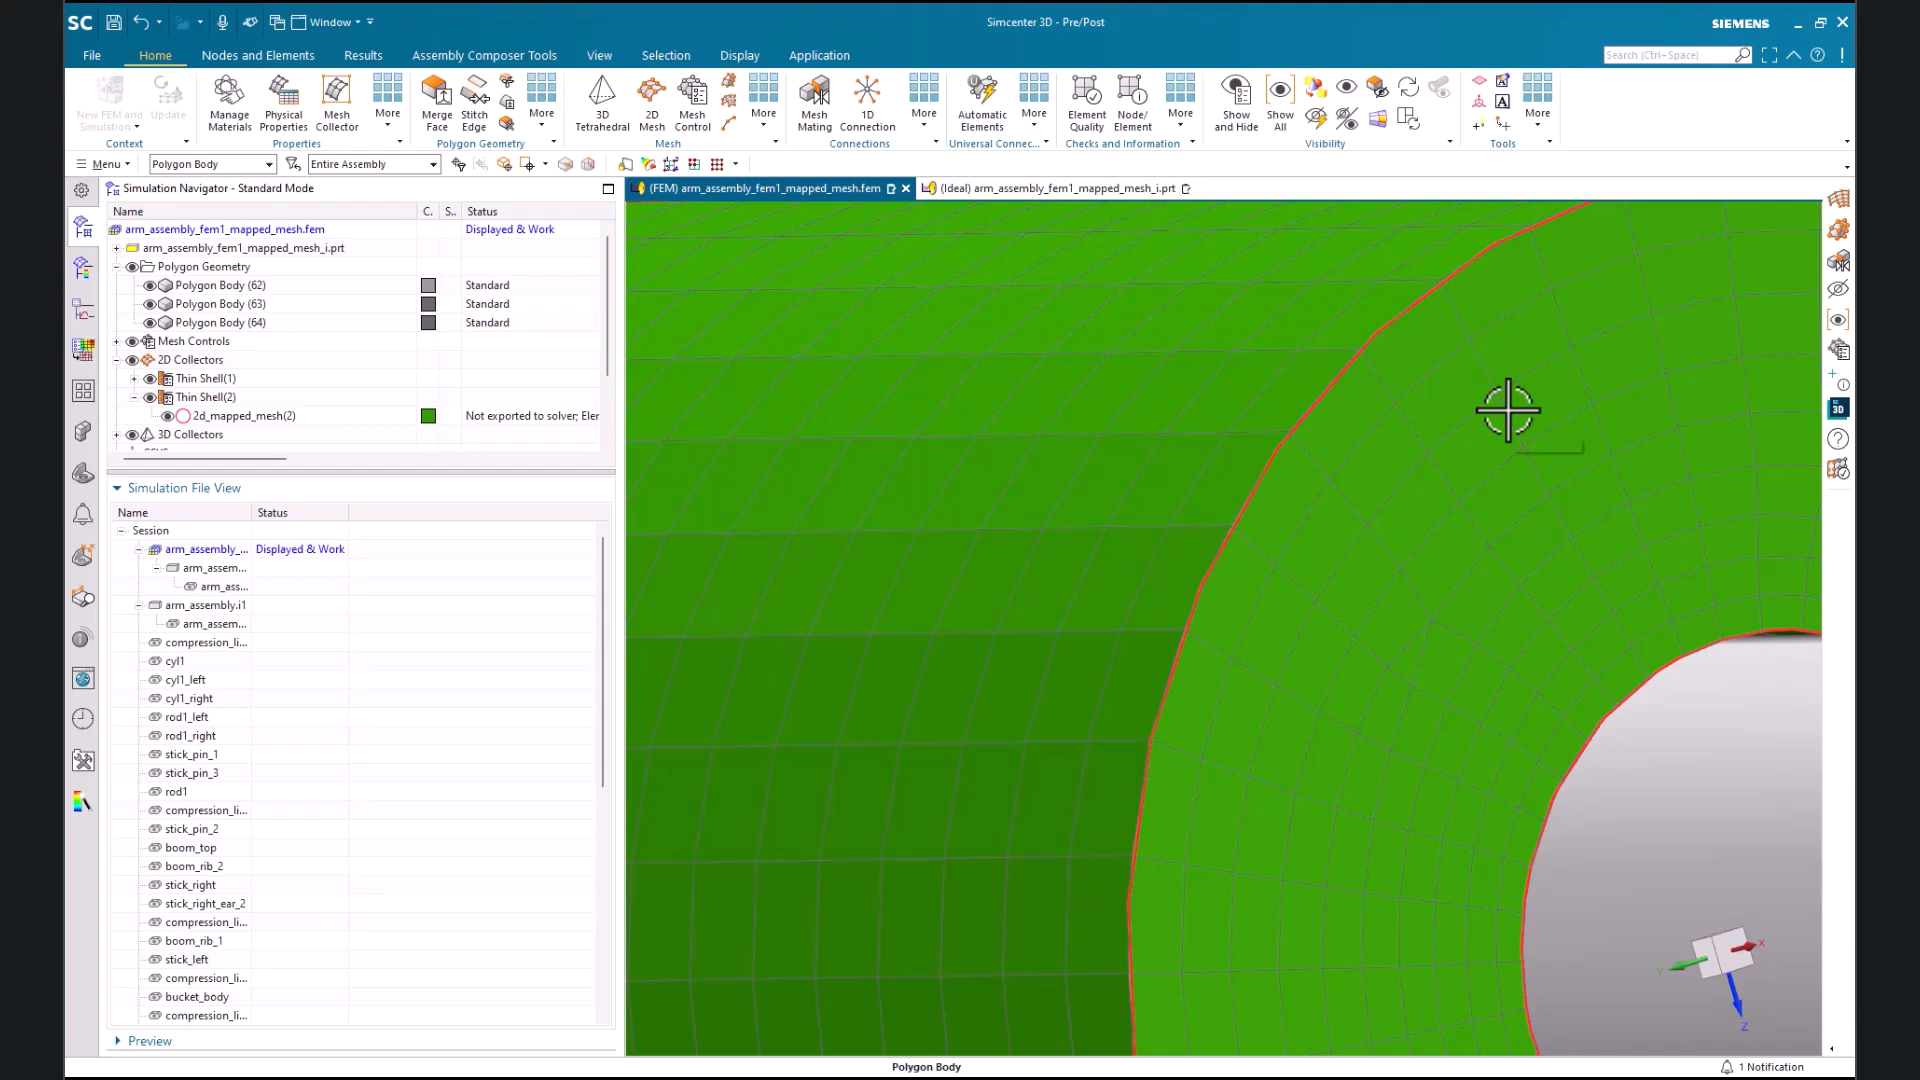 SC
Window
Simcenter 3D - Pre/Post
SIEMENS
File
Home
Nodes and Elements
Results
Assembly Composer Tools
View
Selection
Display
Application
Search (Ctrl+Space)
New FEM and Simulation
Update
Context
Manage Materials
Physical Properties
Mesh Collector
More
Properties
Merge Face
Stitch Edge
More
Polygon Geometry
3D Tetrahedral
2D Mesh
Mesh Control
More
Mesh
Mesh Mating
1D Connection
More
Connections
Automatic Elements
More
Universal Connec...
Element Quality
Node/ Element
More
Checks and Information
Show and Hide
Show All
Visibility
More
Tools
Menu
Polygon Body
Entire Assembly
Simulation Navigator - Standard Mode
(FEM) arm_assembly_fem1_mapped_mesh.fem
(Ideal) arm_assembly_fem1_mapped_mesh_i.prt
Name C. S.. Status
arm_assembly_fem1_mapped_mesh.fem Displayed & Work
arm_assembly_fem1_mapped_mesh_i.prt
Polygon Geometry
Polygon Body (62) Standard
Polygon Body (63) Standard
Polygon Body (64) Standard
Mesh Controls
2D Collectors
Thin Shell(1)
Thin Shell(2)
2d_mapped_mesh(2) Not exported to solver; Eler
3D Collectors
Simulation File View
Name Status
Session
arm_assembly_... Displayed & Work
arm_assem...
arm_ass...
arm_assembly.i1
arm_assem...
compression_li...
cyl1
cyl1_left
cyl1_right
rod1_left
rod1_right
stick_pin_1
stick_pin_3
rod1
compression_li...
stick_pin_2
boom_top
boom_rib_2
stick_right
stick_right_ear_2
compression_li...
boom_rib_1
stick_left
compression_li...
bucket_body
compression_li...
Preview
3D
X
Y
Z
Polygon Body
1 Notification